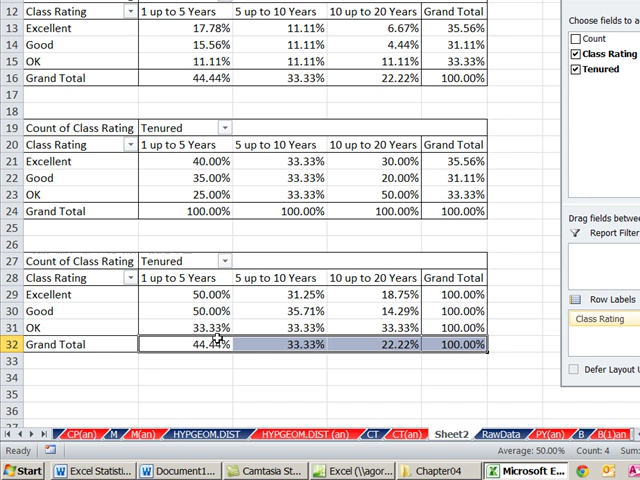 12 Class Rating 1 up to 5 Years 5 up to 10 Years 10 up to 20 Years Grand Total
13 Excellent 17.78% 11.11% 6.67% 35.56%
14 Good 15.56% 11.11% 4.44% 31.11%
15 OK 11.11% 11.11% 11.11% 33.33%
16 Grand Total 44.44% 33.33% 22.22% 100.00%
17
18
19 Count of Class Rating Tenured
20 Class Rating 1 up to 5 Years 5 up to 10 Years 10 up to 20 Years Grand Total
21 Excellent 40.00% 33.33% 30.00% 35.56%
22 Good 35.00% 33.33% 20.00% 31.11%
23 OK 25.00% 33.33% 50.00% 33.33%
24 Grand Total 100.00% 100.00% 100.00% 100.00%
25
26
27 Count of Class Rating Tenured
28 Class Rating 1 up to 5 Years 5 up to 10 Years 10 up to 20 Years Grand Total
29 Excellent 50.00% 31.25% 18.75% 100.00%
30 Good 50.00% 35.71% 14.29% 100.00%
31 OK 33.33% 33.33% 33.33% 100.00%
32 Grand Total 44.44% 33.33% 22.22% 100.00%
33
34
35
36
Choose fields to a
Count
Class Rating
Tenured
Drag fields between
Report Filter
Row Labels
Class Rating
Defer Layout U
CP(an) M M(an) HYPGEOM.DIST HYPGEOM.DIST (an) CT CT(an) Sheet2 RawData PY(an) B B(1)an
Ready Average: 50.00% Count: 4 Sum:
Start Excel Statisti... Document1... Camtasia St... Excel (\\agor... Chapter04 Microsoft E...